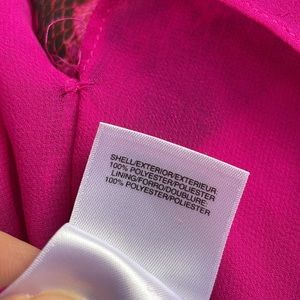 SHELL/EXTERIOR/EXTERIEUR:
100% POLYESTER/POLIESTER
LINING/FORRO/DOUBLURE:
100% POLYESTER/POLIESTER